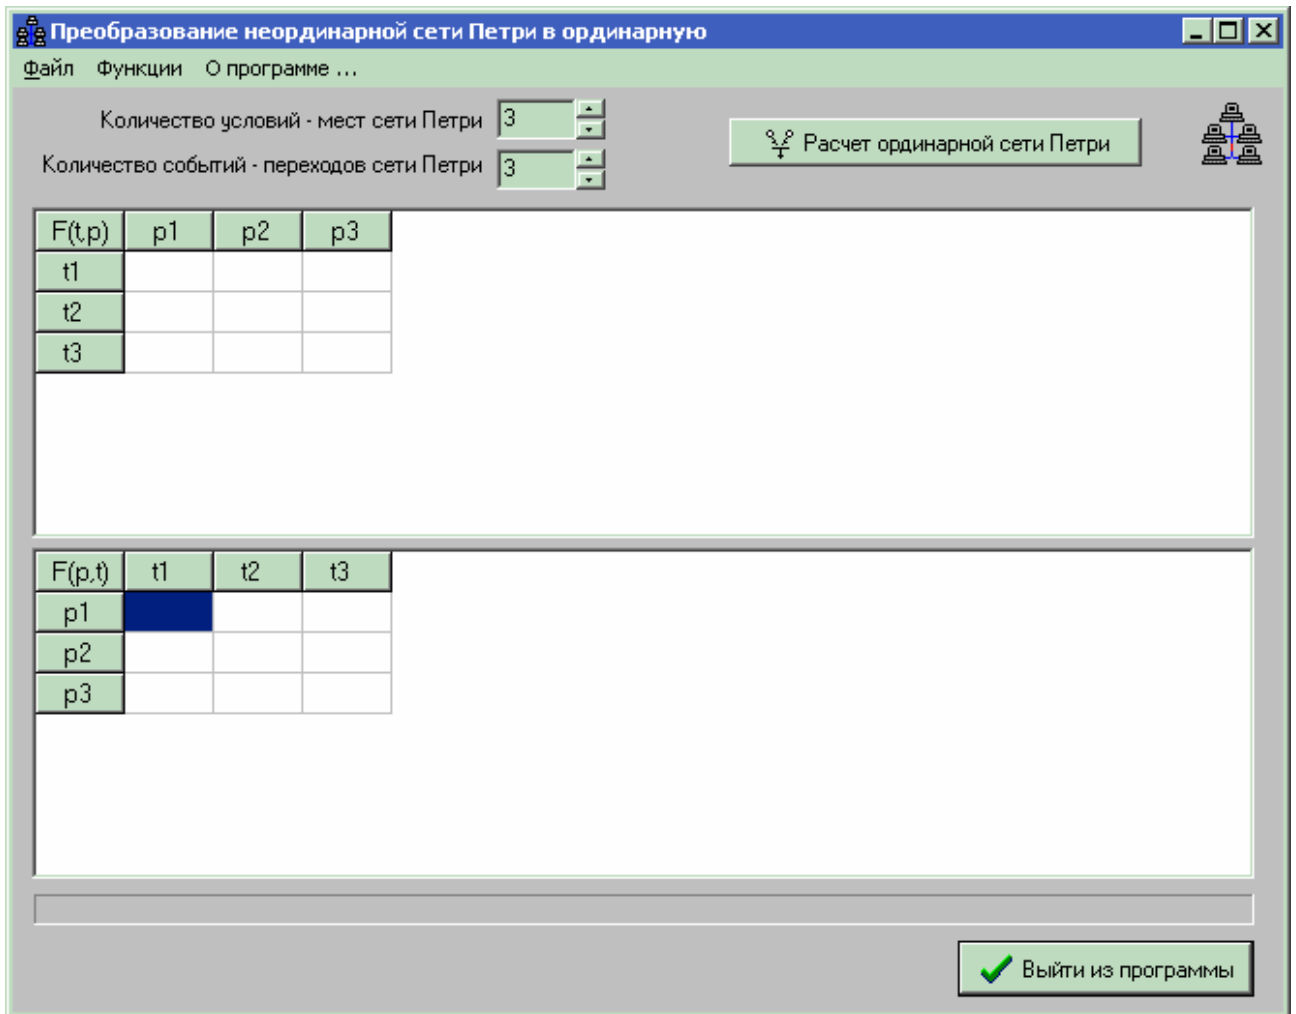 Преобразование неординарной сети Петри в ординарную
Файл Функции О программе ...
Количество условий - мест сети Петри 3
Количество событий - переходов сети Петри 3
Расчет ординарной сети Петри
F(t,p) p1 p2 p3
t1
t2
t3
F(p,t) t1 t2 t3
p1
p2
p3
Выйти из программы